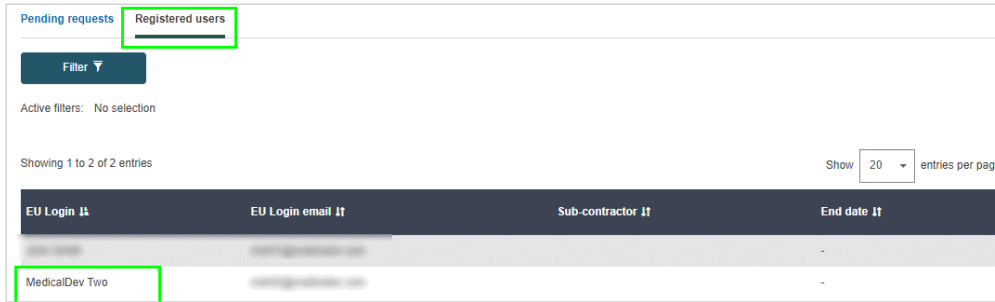 Pending requests Registered users
Filter
Active filters: No selection
Showing 1 to 2 of 2 entries Show 20 entries per pag
EU Login EU Login email Sub-contractor End date
-
MedicalDev Two -